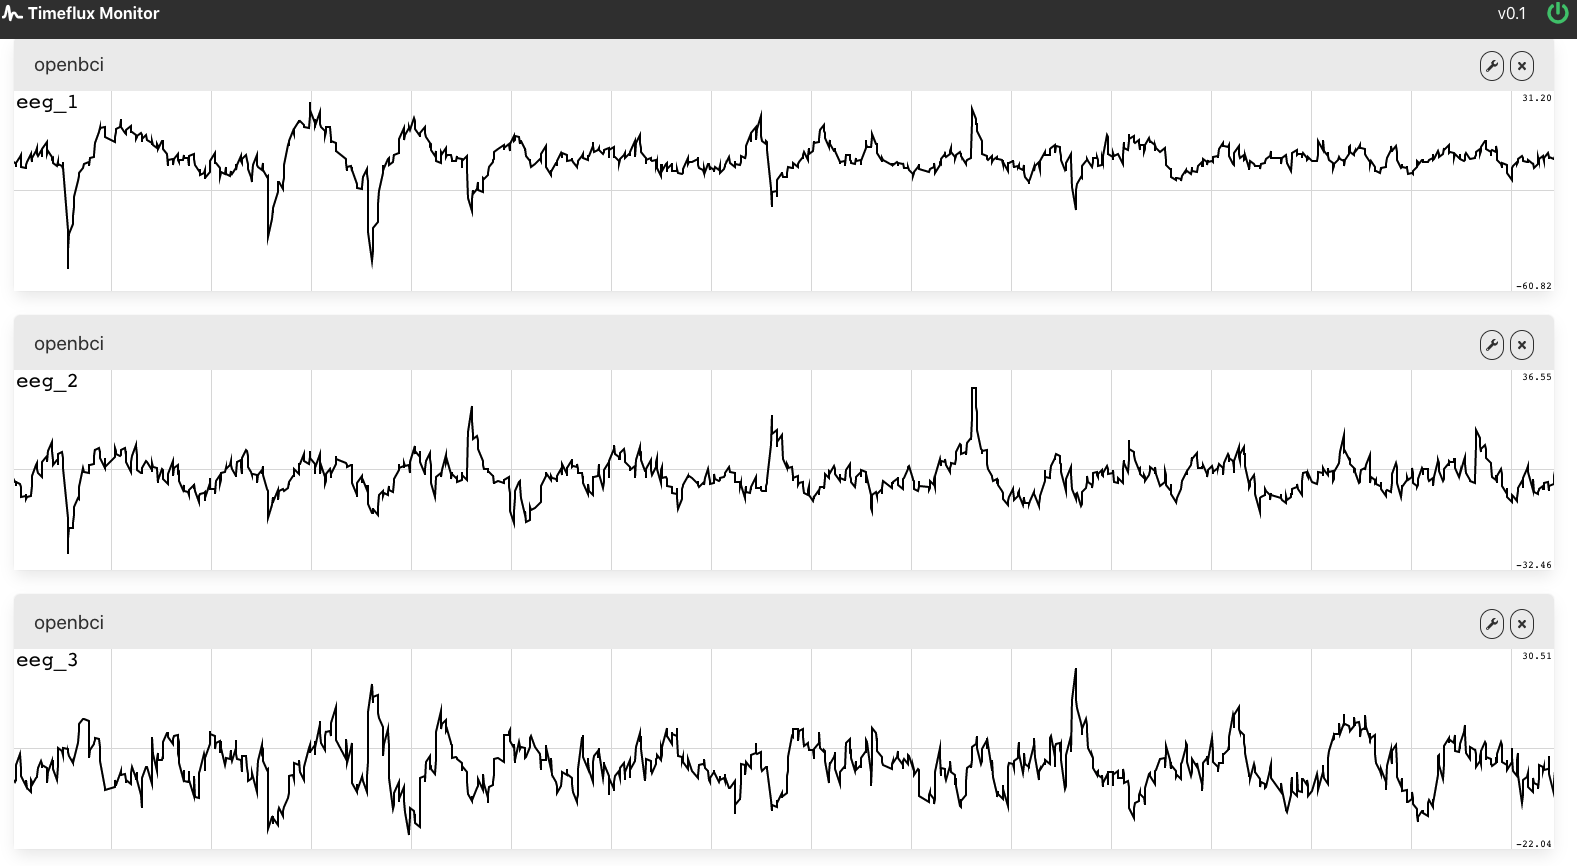 Timeflux Monitor v0.1
openbci
eeg_1
31.20
-60.82
openbci
eeg_2
36.55
-32.46
openbci
eeg_3
30.51
-22.04